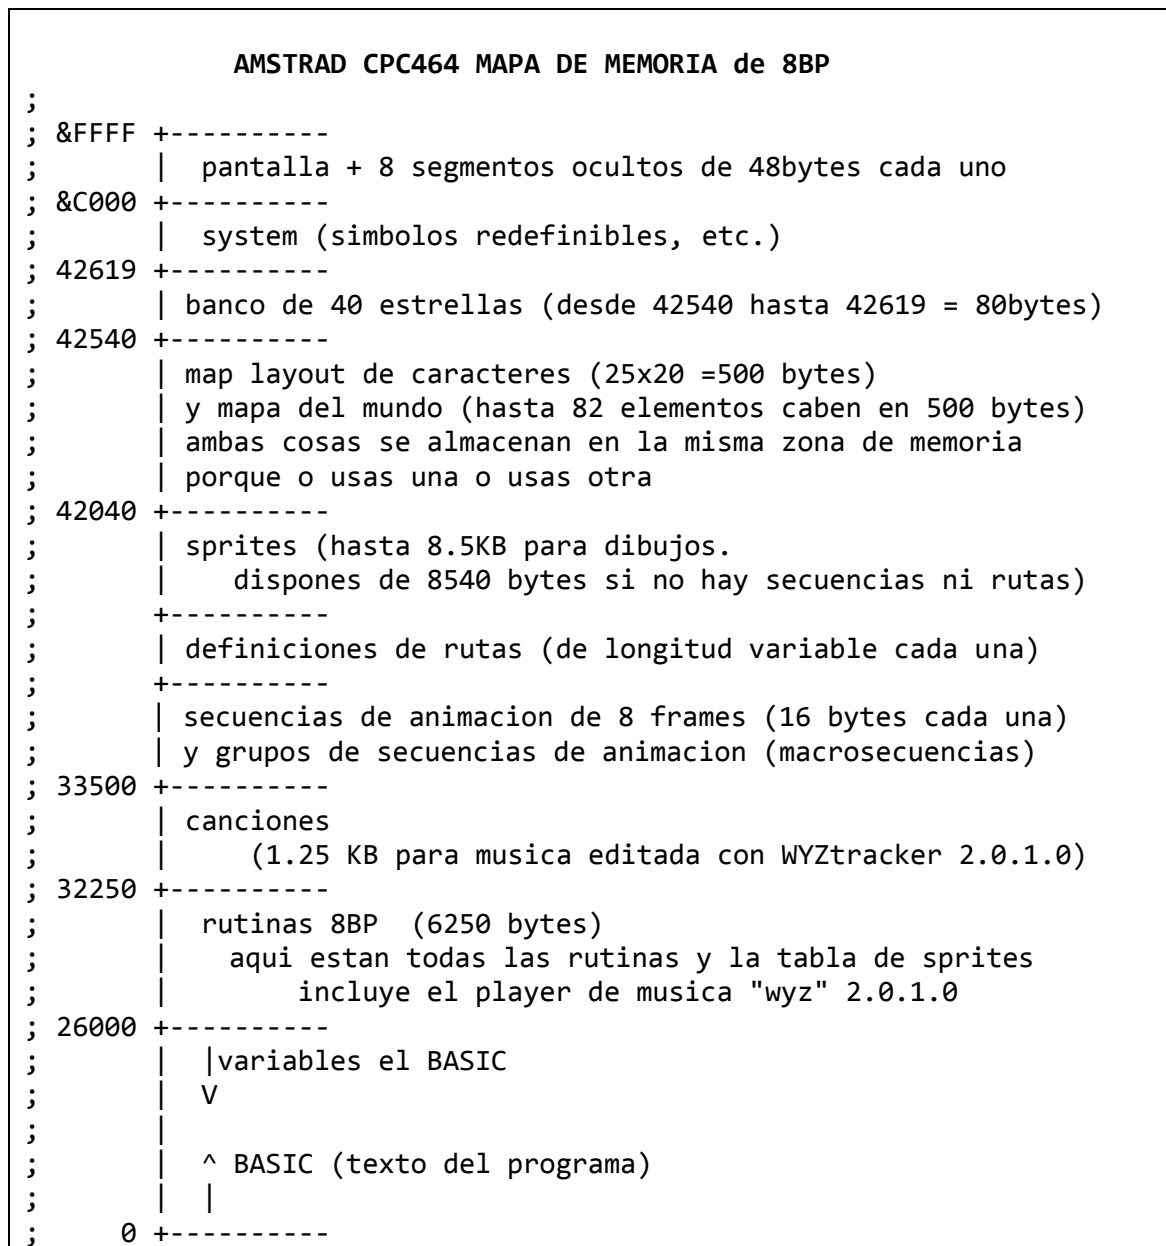 AMSTRAD CPC464 MAPA DE MEMORIA de 8BP
;
; &FFFF +----------
;       |  pantalla + 8 segmentos ocultos de 48bytes cada uno
; &C000 +----------
;       |  system (simbolos redefinibles, etc.)
; 42619 +----------
;       | banco de 40 estrellas (desde 42540 hasta 42619 = 80bytes)
; 42540 +----------
;       | map layout de caracteres (25x20 =500 bytes)
;       | y mapa del mundo (hasta 82 elementos caben en 500 bytes)
;       | ambas cosas se almacenan en la misma zona de memoria
;       | porque o usas una o usas otra
; 42040 +----------
;       | sprites (hasta 8.5KB para dibujos.
;       |    dispones de 8540 bytes si no hay secuencias ni rutas)
;       +----------
;       | definiciones de rutas (de longitud variable cada una)
;       +----------
;       | secuencias de animacion de 8 frames (16 bytes cada una)
;       | y grupos de secuencias de animacion (macrosecuencias)
; 33500 +----------
;       | canciones
;       |     (1.25 KB para musica editada con WYZtracker 2.0.1.0)
; 32250 +----------
;       |  rutinas 8BP  (6250 bytes)
;       |    aqui estan todas las rutinas y la tabla de sprites
;       |        incluye el player de musica "wyz" 2.0.1.0
; 26000 +----------
;       |  |variables el BASIC
;       |  V
;       |
;       |  ^ BASIC (texto del programa)
;       |  |
;     0 +----------